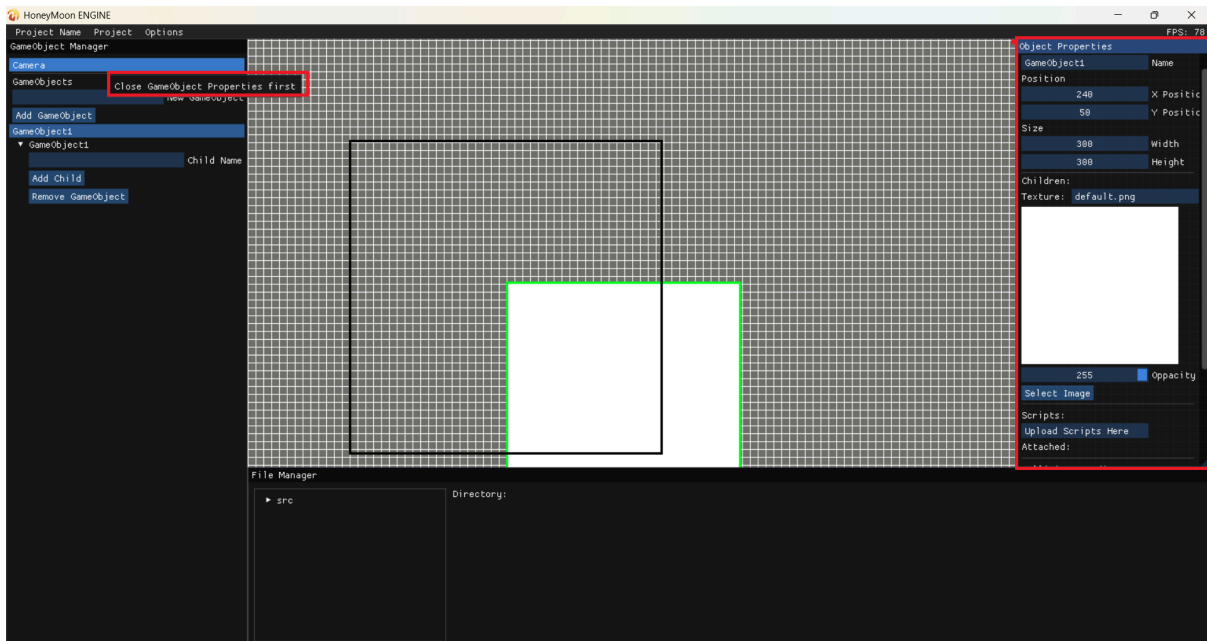 HoneyMoon ENGINE
Project Name Project Options
FPS: 78
GameObject Manager
Camera
GameObjects
Close GameObject Properties first
New GameObject
Add GameObject
GameObject1
GameObject1
Child Name
Add Child
Remove GameObject
File Manager
src
Directory:
Object Properties
GameObject1 Name
Position
240 X Positic
50 Y Positic
Size
300 Width
300 Height
Children:
Texture: default.png
255 Oppacity
Select Image
Scripts:
Upload Scripts Here
Attached: